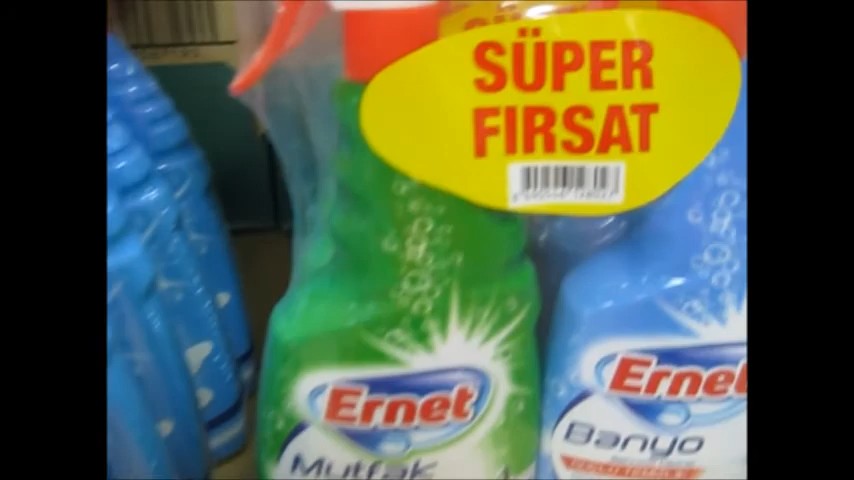 SÜPER
FIRSAT
Ernet
Mutfak
Ernet
Banyo